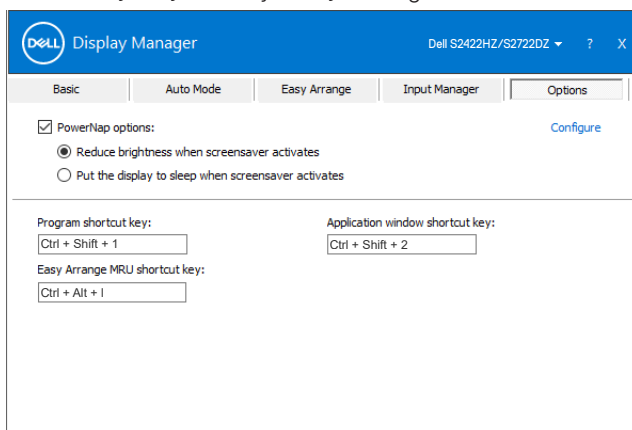 DELL Display Manager
Dell S2422HZ/S2722DZ ? X
Basic Auto Mode Easy Arrange Input Manager Options
PowerNap options: Configure
Reduce brightness when screensaver activates
Put the display to sleep when screensaver activates
Program shortcut key: Application window shortcut key:
Ctrl + Shift + 1 Ctrl + Shift + 2
Easy Arrange MRU shortcut key:
Ctrl + Alt + l